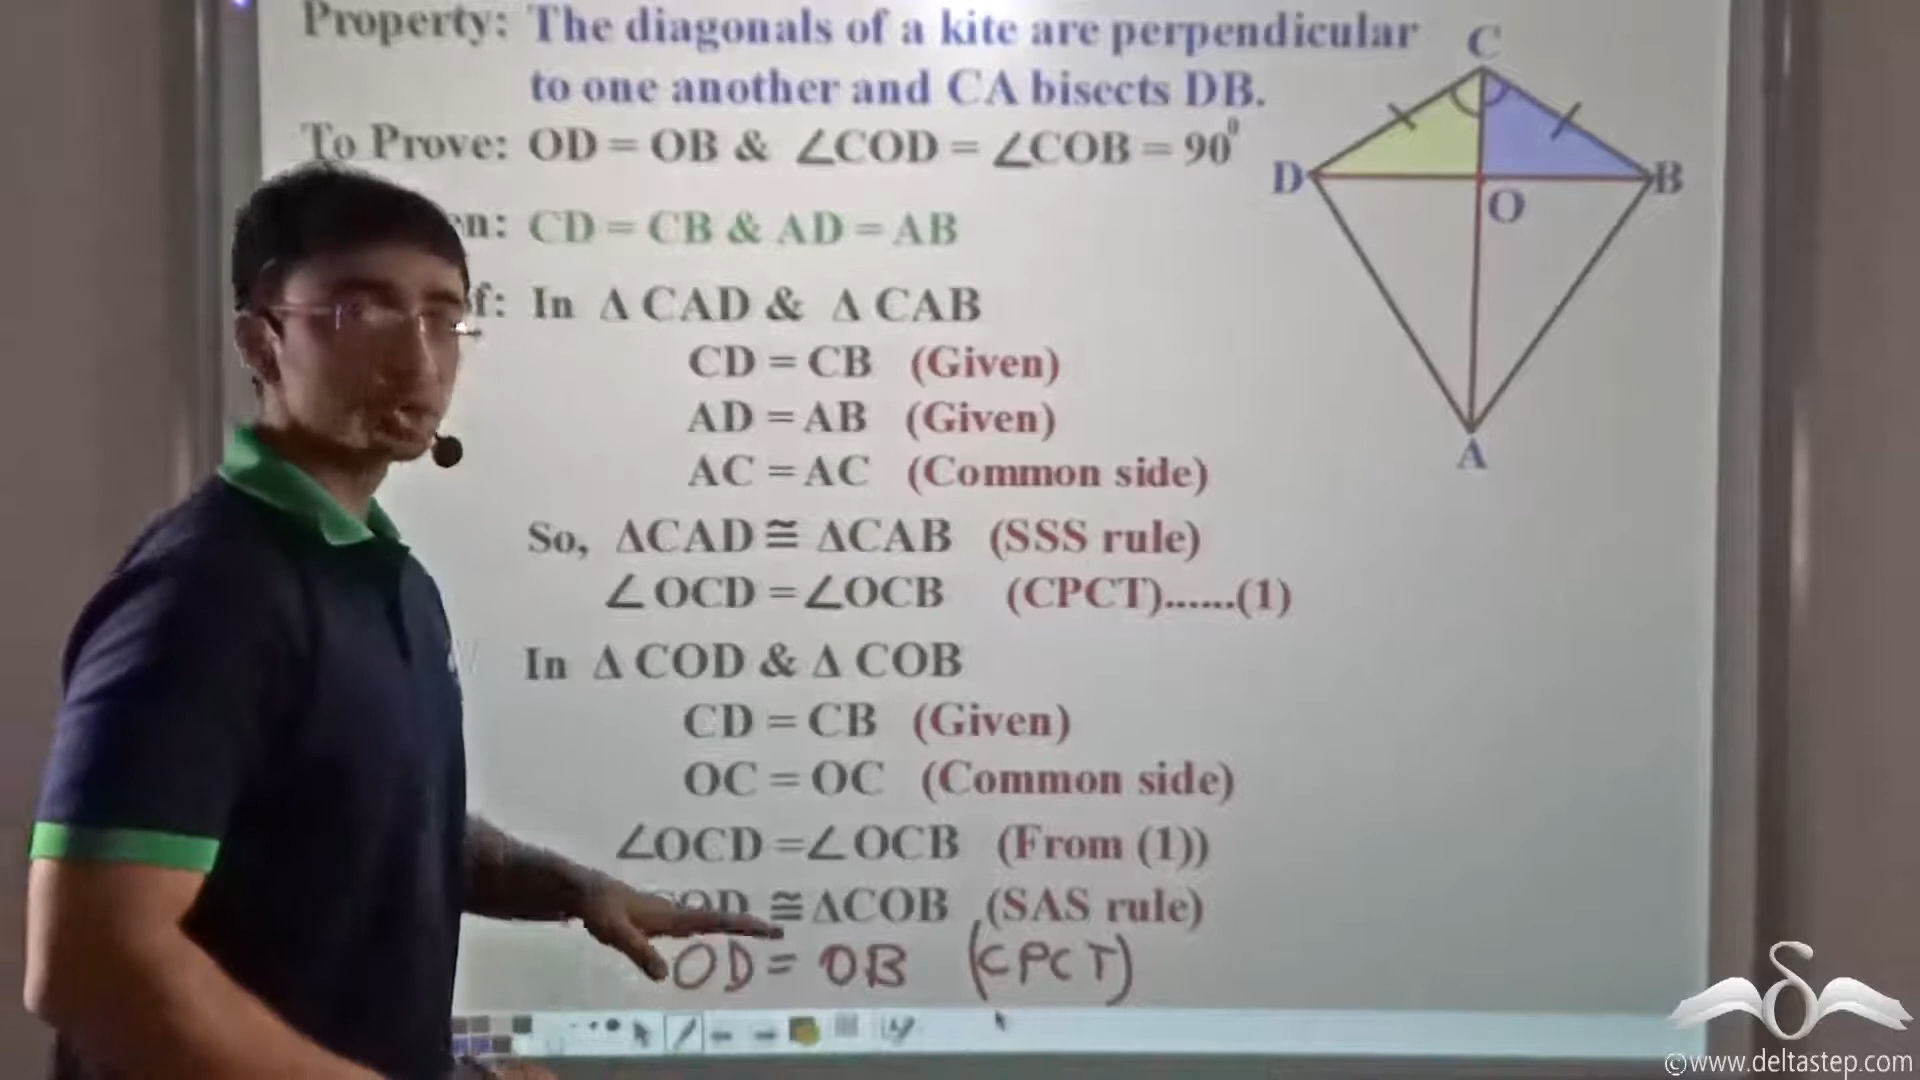 Property: The diagonals of a kite are perpendicular
to one another and CA bisects DB.
To Prove: OD = OB & ∠COD = ∠COB = 90⁰
CD = CB & AD = AB
In Δ CAD & Δ CAB
CD = CB (Given)
AD = AB (Given)
AC = AC (Common side)
So, ΔCAD ≅ ΔCAB (SSS rule)
∠OCD = ∠OCB (CPCT)......(1)
In Δ COD & Δ COB
CD = CB (Given)
OC = OC (Common side)
∠OCD = ∠OCB (From (1))
≅ ΔCOB (SAS rule)
OD = OB (CPCT)
C
D
B
O
A
©www.deltastep.com